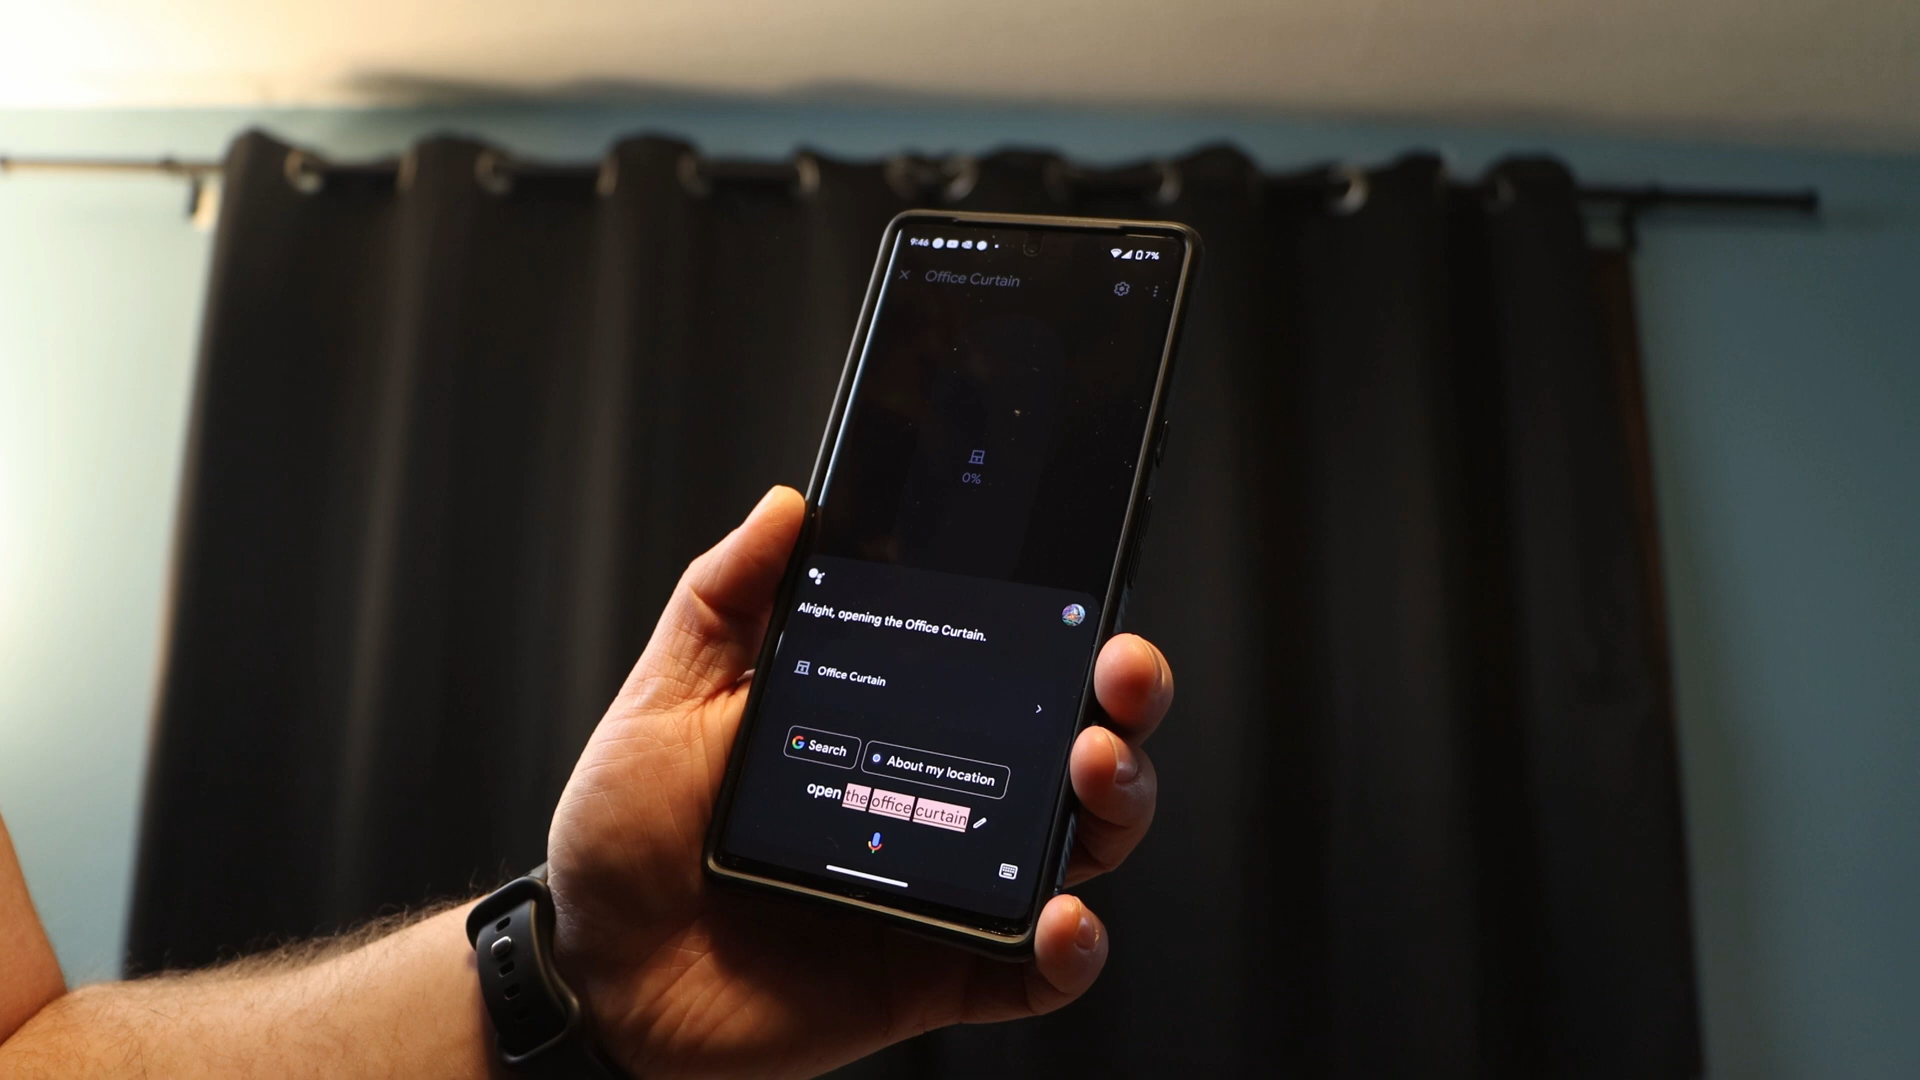 9:46 7%
Office Curtain
0%
Alright, opening the Office Curtain.
Office Curtain
Search About my location
open the office curtain